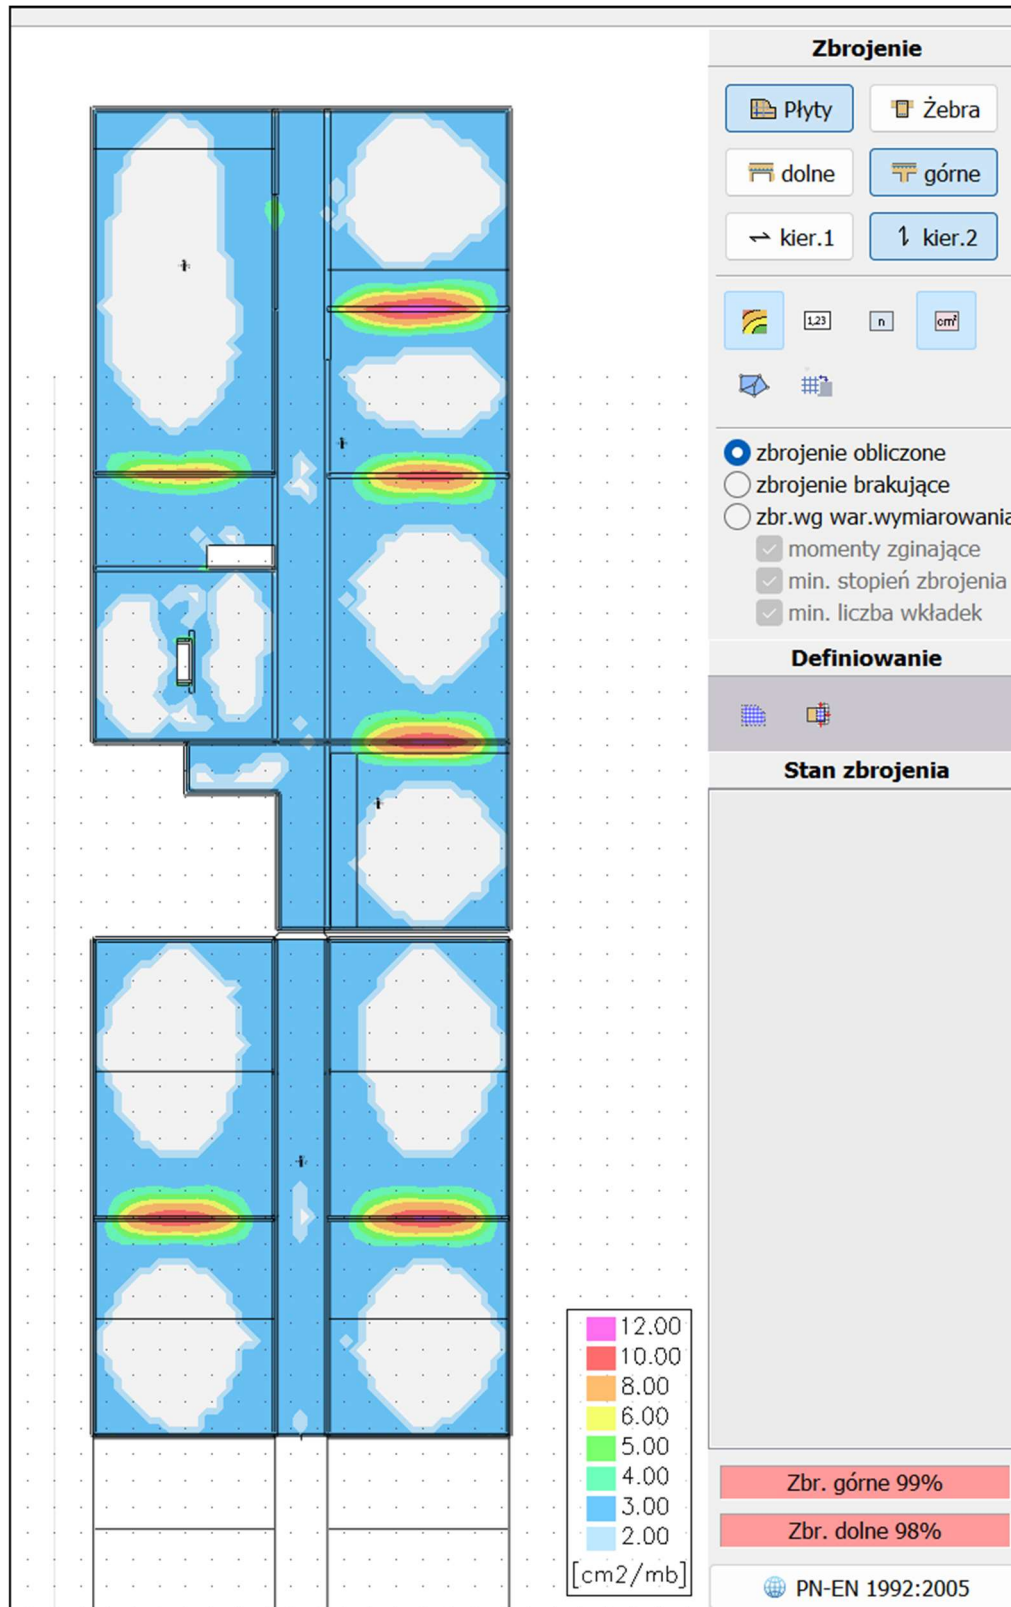 Zbrojenie
Płyty
Żebra
dolne
górne
kier.1
kier.2
1,23
n
cm²
zbrojenie obliczone
zbrojenie brakujące
zbr.wg war.wymiarowania
momenty zginające
min. stopień zbrojenia
min. liczba wkładek
Definiowanie
Stan zbrojenia
12.00
10.00
8.00
6.00
5.00
4.00
3.00
2.00
[cm2/mb]
Zbr. górne 99%
Zbr. dolne 98%
PN-EN 1992:2005